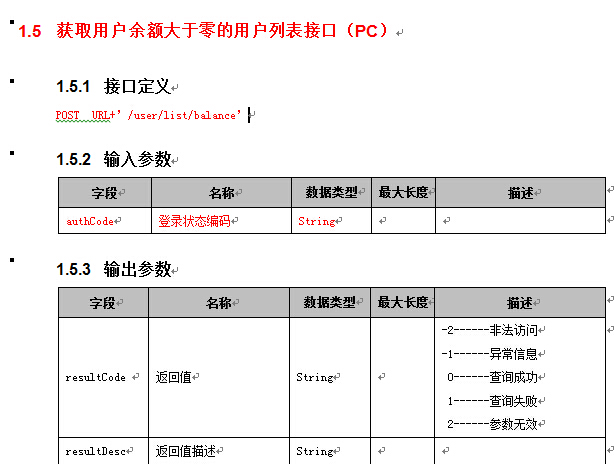 1.5 获取用户余额大于零的用户列表接口（PC）
1.5.1 接口定义
POST URL+’/user/list/balance’
1.5.2 输入参数
字段 名称 数据类型 最大长度 描述
authCode 登录状态编码 String
1.5.3 输出参数
字段 名称 数据类型 最大长度 描述
-2------非法访问
-1------异常信息
resultCode 返回值 String 0------查询成功
1------查询失败
2------参数无效
resultDesc 返回值描述 String